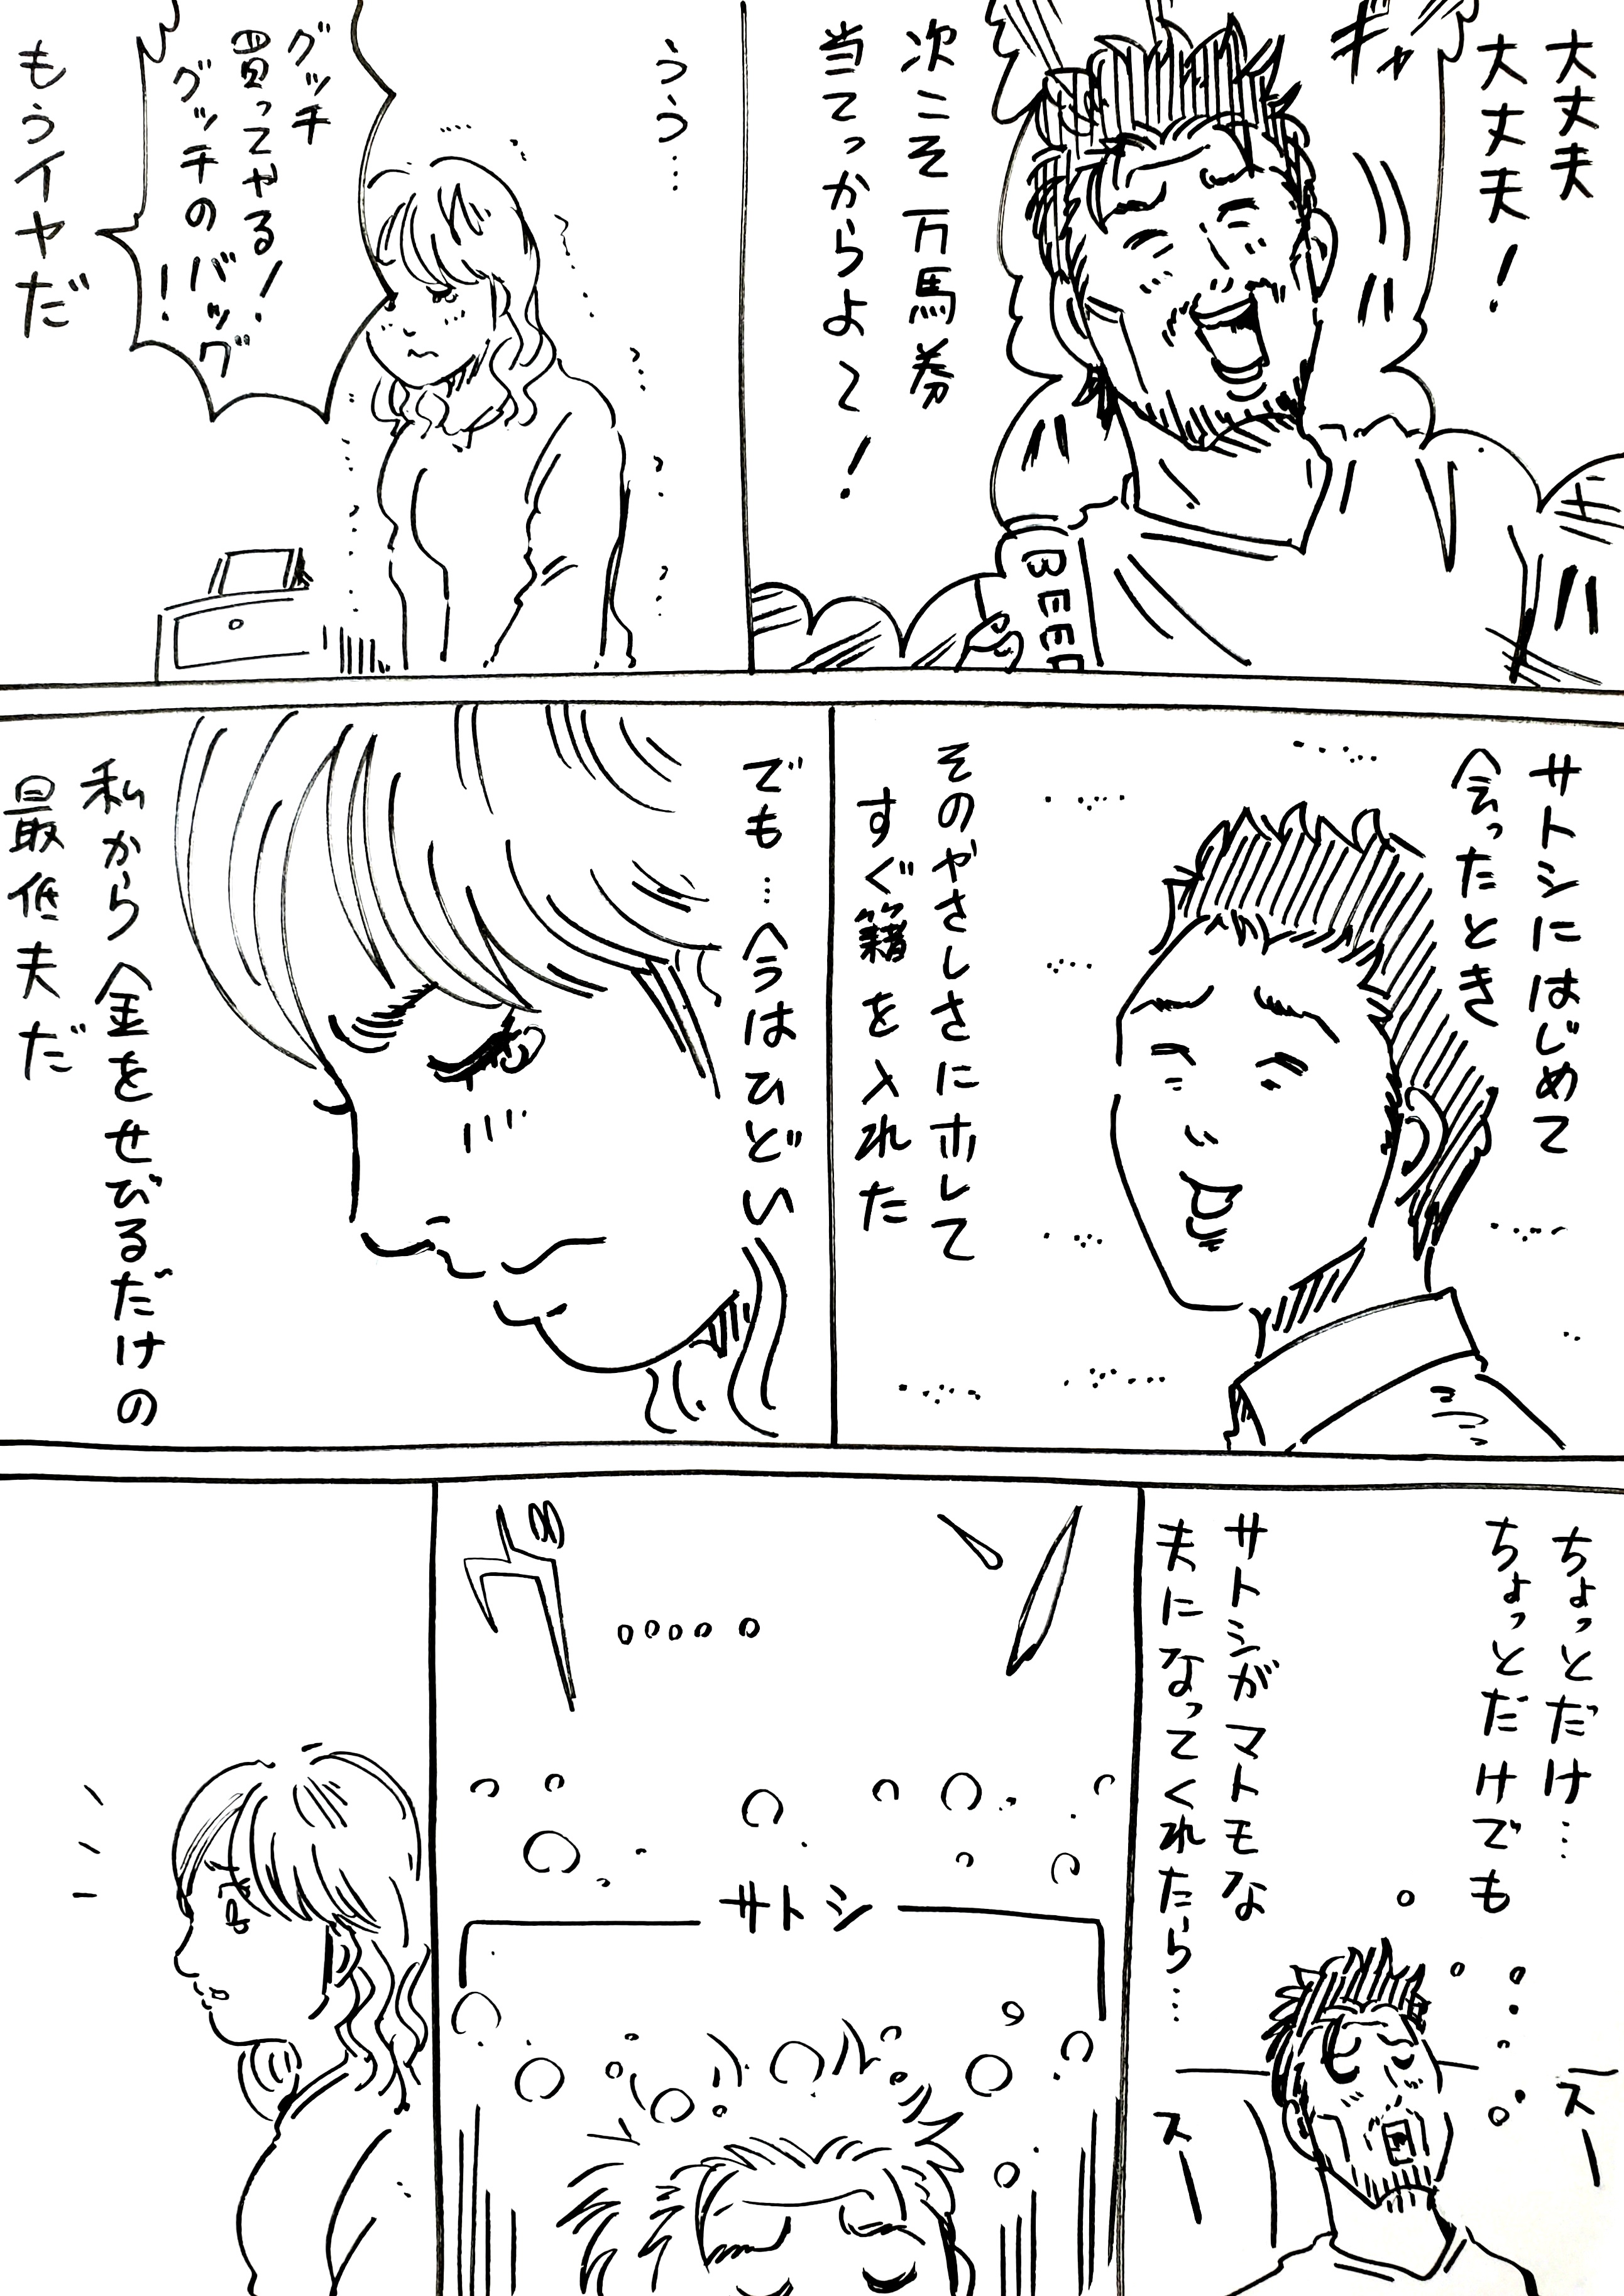 大丈夫
大丈夫!
ギャ
ハハ
次こそ万馬券
当てっからよて!
BEER
うう…
グッチ
買ってやる!
グッチのバッグ
!
もうイヤだ
サトシにはじめて
会ったとき
そのやさしさにホレて
すぐ籍を入れた
でも…今はひどい
私から金をせびるだけの
最低夫だ
ちょっとだけ…
ちょっとだけでも
サトシがマトモな
夫になってくれたら…
スー
スー
サトシ